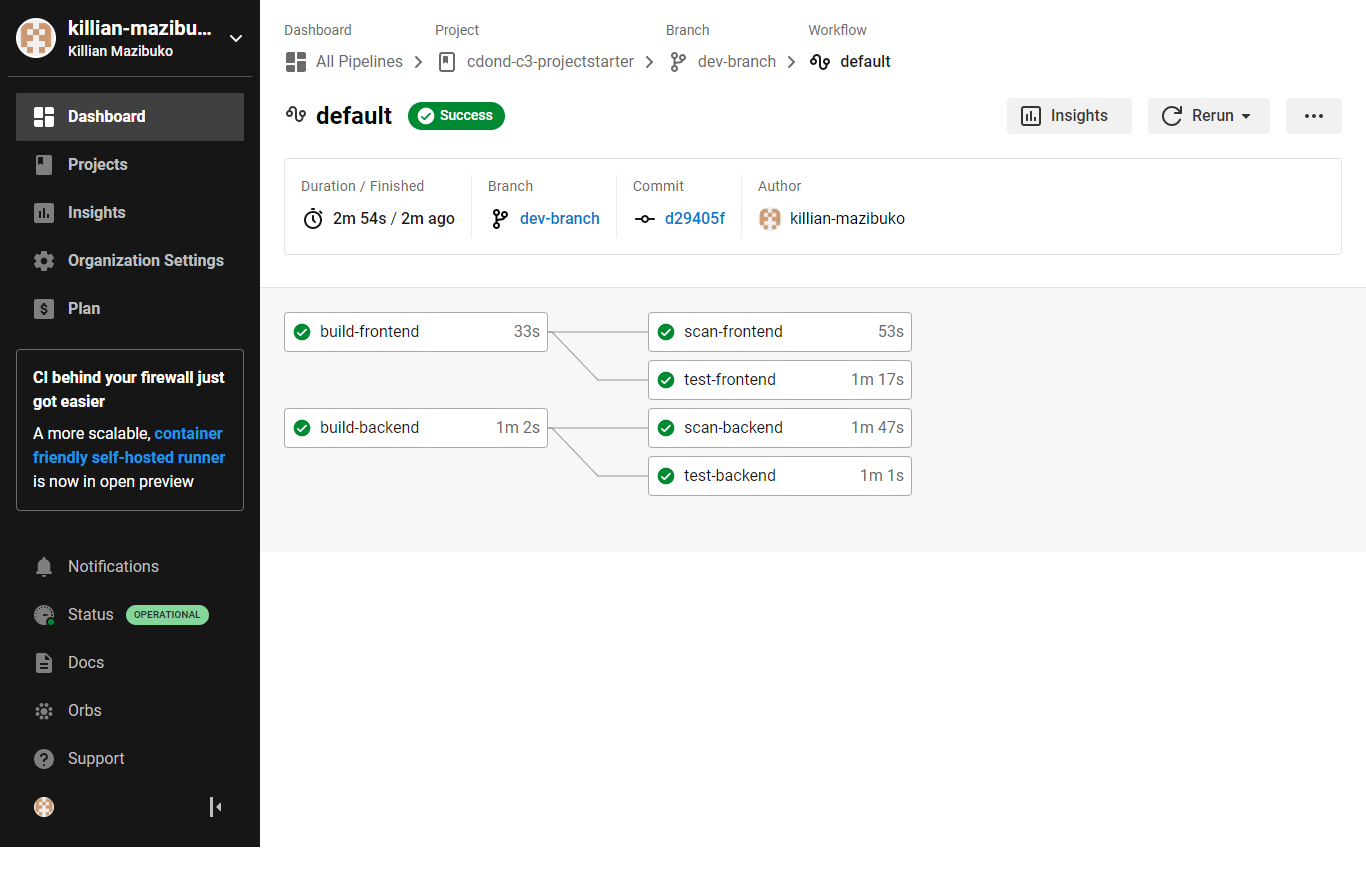 killian-mazibu...
Killian Mazibuko
Dashboard
Projects
Insights
Organization Settings
Plan
CI behind your firewall just
got easier
A more scalable, container
friendly self-hosted runner
is now in open preview
Notifications
Status OPERATIONAL
Docs
Orbs
Support
Dashboard Project Branch Workflow
All Pipelines cdond-c3-projectstarter dev-branch default
default Success Insights Rerun
Duration / Finished Branch Commit Author
2m 54s / 2m ago dev-branch d29405f killian-mazibuko
build-frontend 33s scan-frontend 53s
test-frontend 1m 17s
build-backend 1m 2s scan-backend 1m 47s
test-backend 1m 1s